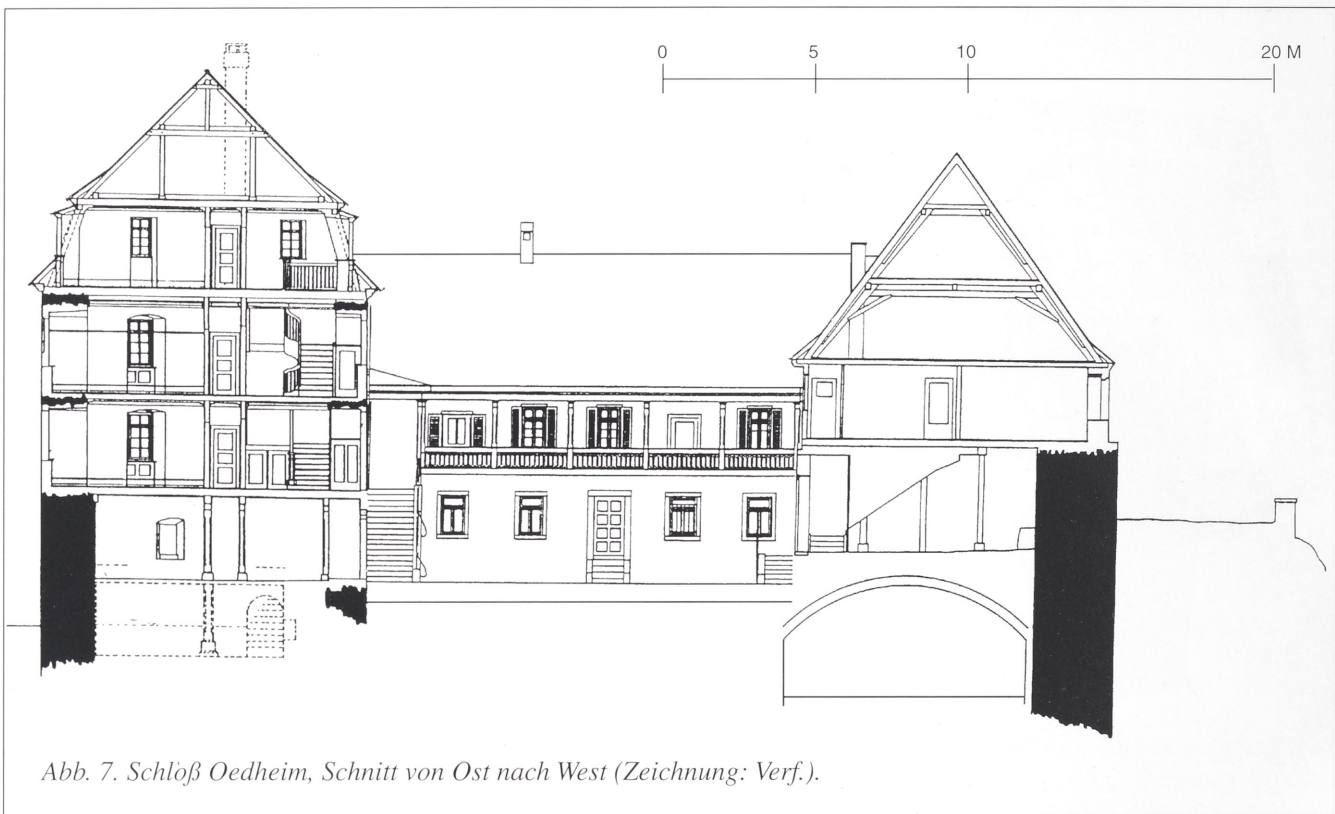 0 5 10 20 M
Abb. 7. Schloß Oedheim, Schnitt von Ost nach West (Zeichnung: Verf.).